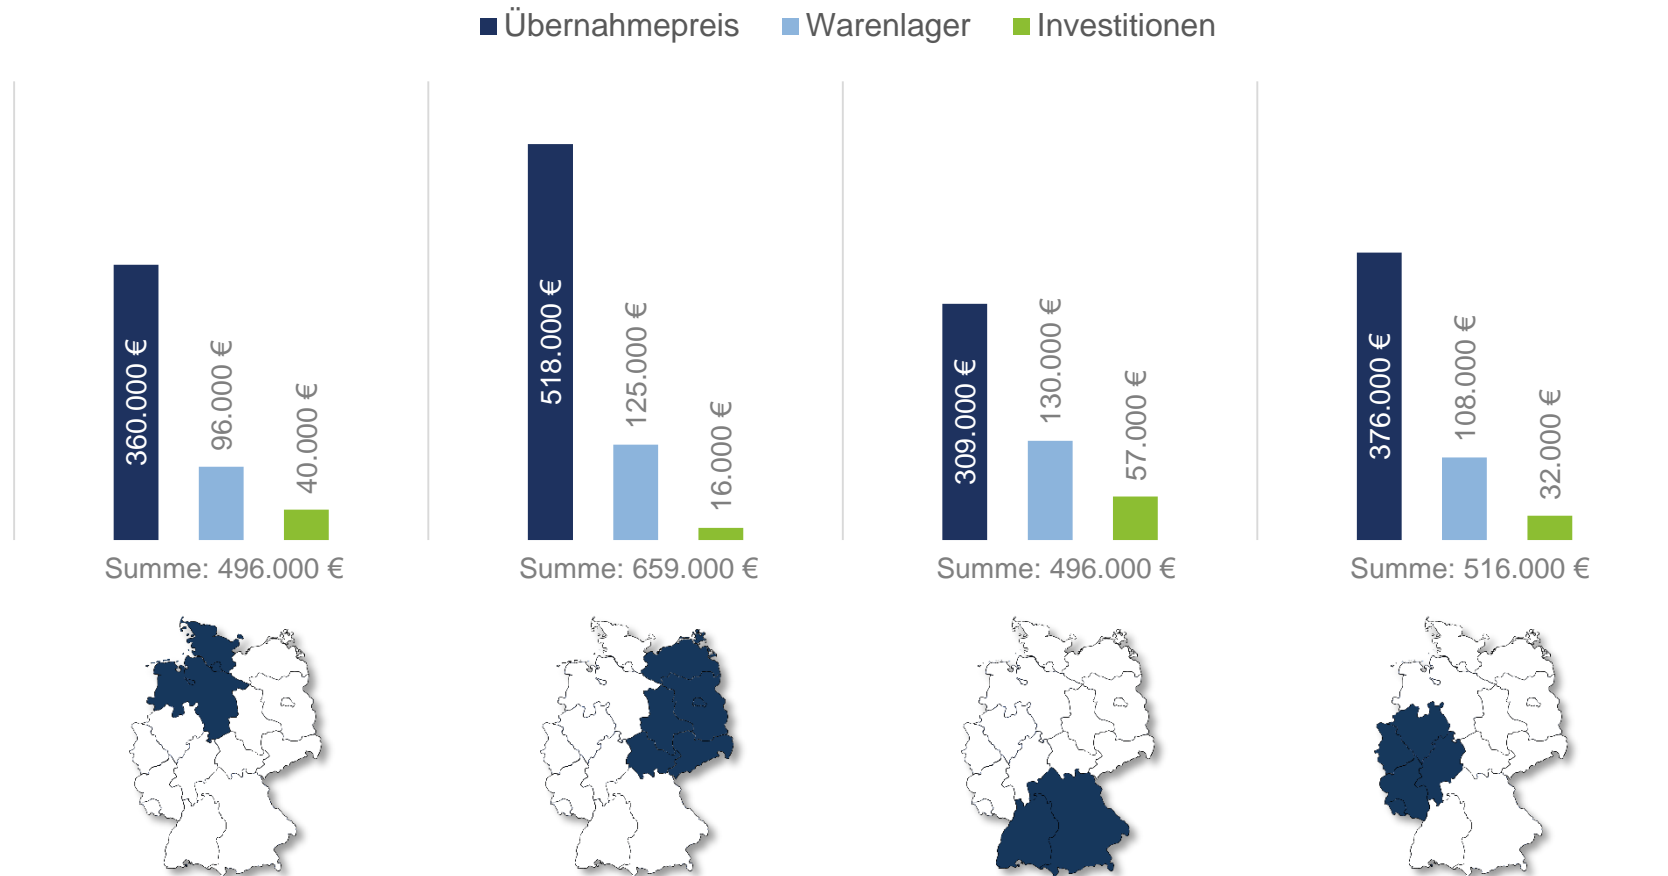 Übernahmepreis Warenlager Investitionen
360.000 €
96.000 €
40.000 €
518.000 €
125.000 €
16.000 €
309.000 €
130.000 €
57.000 €
376.000 €
108.000 €
32.000 €
Summe: 496.000 €
Summe: 659.000 €
Summe: 496.000 €
Summe: 516.000 €